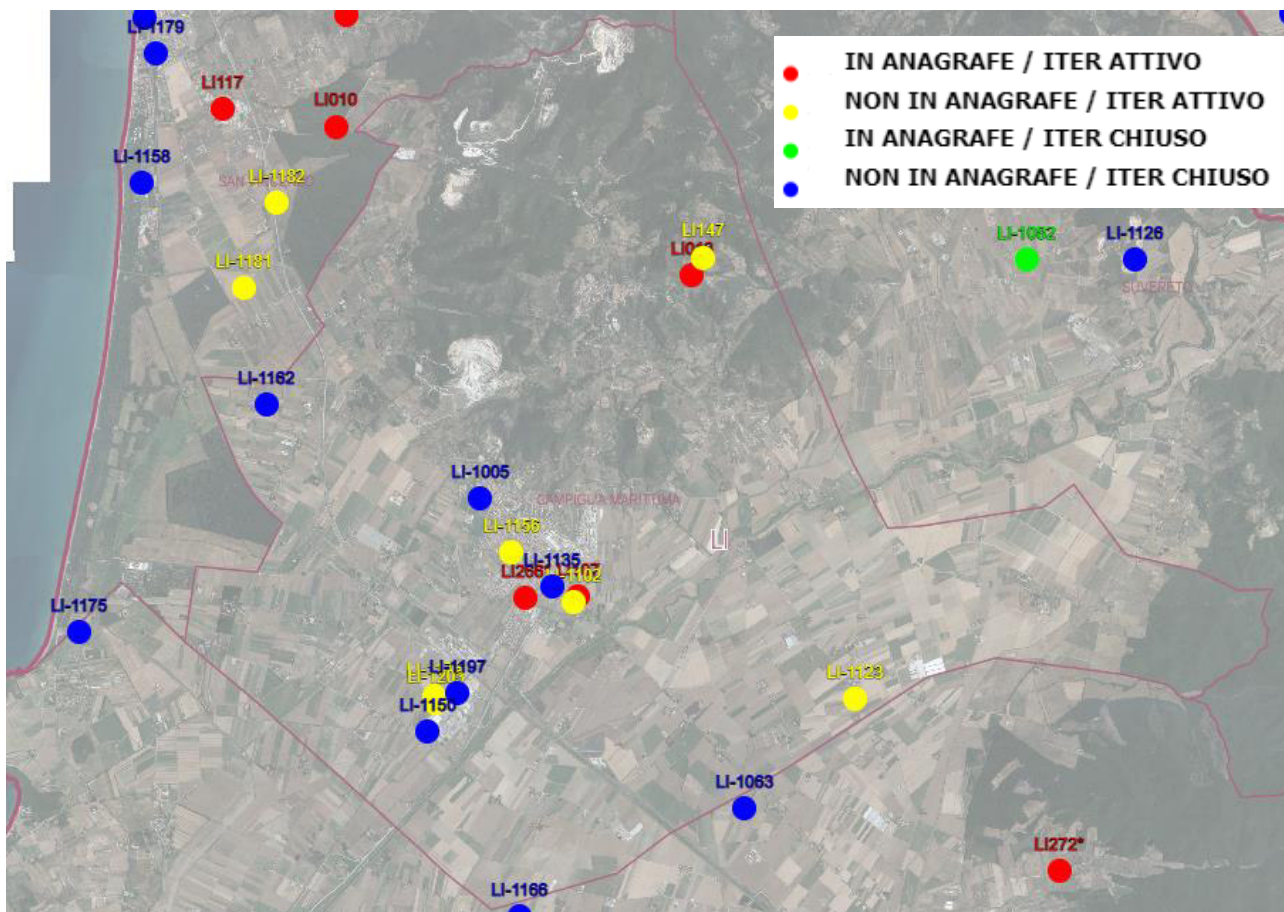 LI-1179
IN ANAGRAFE / ITER ATTIVO
NON IN ANAGRAFE / ITER ATTIVO
IN ANAGRAFE / ITER CHIUSO
NON IN ANAGRAFE / ITER CHIUSO
LI117
LI010
LI-1158
LI-1182
LI147
LI-1062
LI-1126
SUVERETO
LI-1181
LI-1162
LI-1005
CAMPIGLIA MARITTIMA
LI-1156
LI
LI-1135
LI266
LI-1102
LI-1175
LI-1197
LI-1123
LI-1150
LI-1063
LI272*
LI-1166